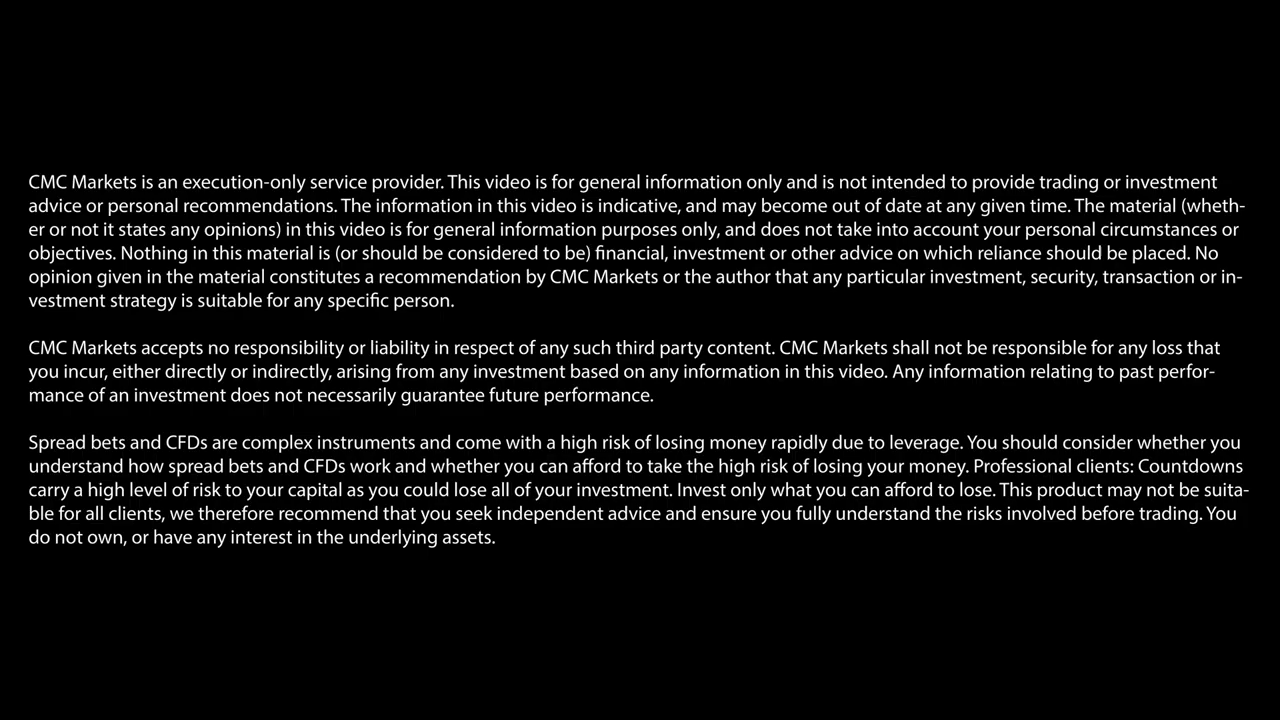 CMC Markets is an execution-only service provider. This video is for general information only and is not intended to provide trading or investment
advice or personal recommendations. The information in this video is indicative, and may become out of date at any given time. The material (wheth-
er or not it states any opinions) in this video is for general information purposes only, and does not take into account your personal circumstances or
objectives. Nothing in this material is (or should be considered to be) financial, investment or other advice on which reliance should be placed. No
opinion given in the material constitutes a recommendation by CMC Markets or the author that any particular investment, security, transaction or in-
vestment strategy is suitable for any specific person.
CMC Markets accepts no responsibility or liability in respect of any such third party content. CMC Markets shall not be responsible for any loss that
you incur, either directly or indirectly, arising from any investment based on any information in this video. Any information relating to past perfor-
mance of an investment does not necessarily guarantee future performance.
Spread bets and CFDs are complex instruments and come with a high risk of losing money rapidly due to leverage. You should consider whether you
understand how spread bets and CFDs work and whether you can afford to take the high risk of losing your money. Professional clients: Countdowns
carry a high level of risk to your capital as you could lose all of your investment. Invest only what you can afford to lose. This product may not be suita-
ble for all clients, we therefore recommend that you seek independent advice and ensure you fully understand the risks involved before trading. You
do not own, or have any interest in the underlying assets.